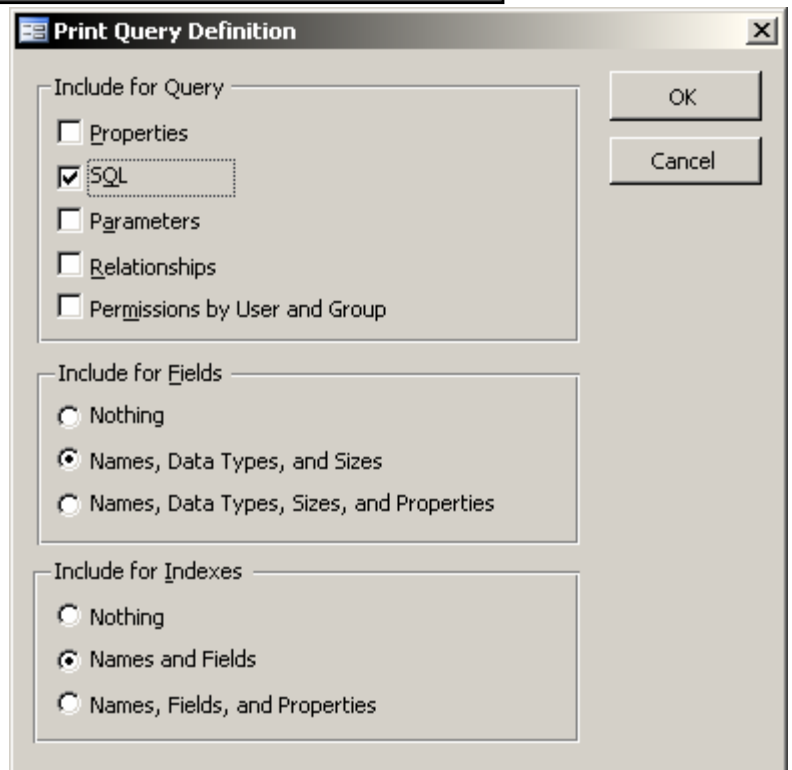 Print Query Definition
Include for Query
OK
Properties
SQL
Cancel
Parameters
Relationships
Permissions by User and Group
Include for Fields
Nothing
Names, Data Types, and Sizes
Names, Data Types, Sizes, and Properties
Include for Indexes
Nothing
Names and Fields
Names, Fields, and Properties